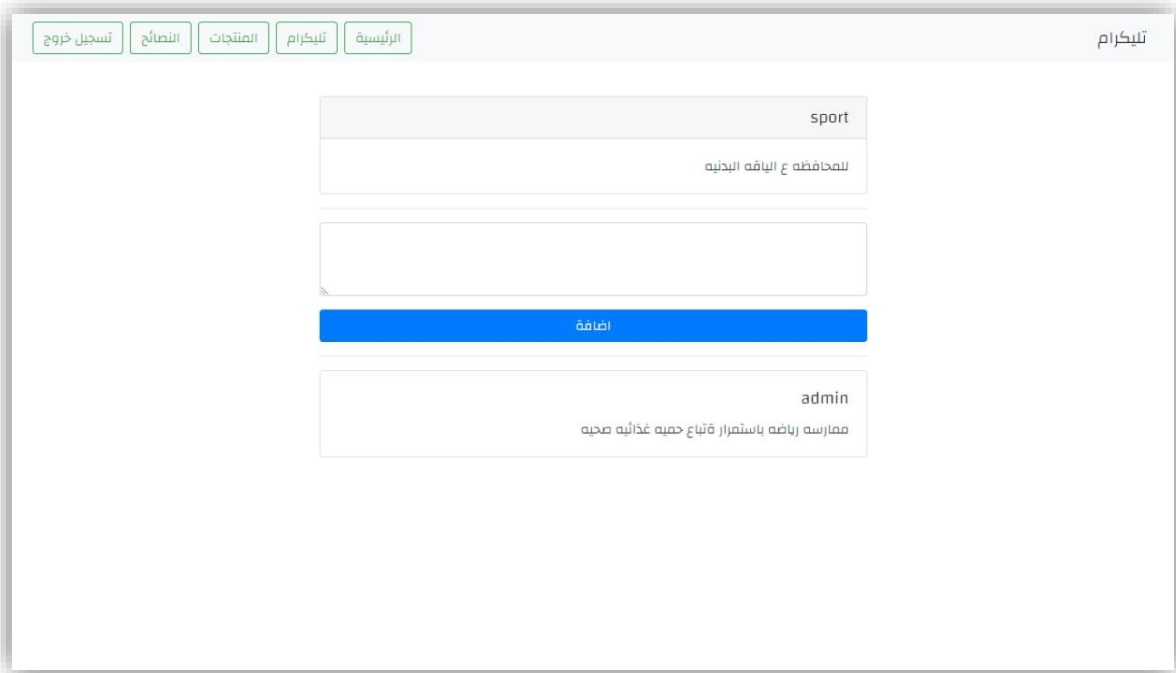 تليكرام
الرئيسية تليكرام المنتجات النصائح تسجيل خروج
sport
للمحافظه ع الياقه البدنيه
اضافة
admin
ممارسه رياضه باستمرار ةتباع حميه غذائيه صحيه